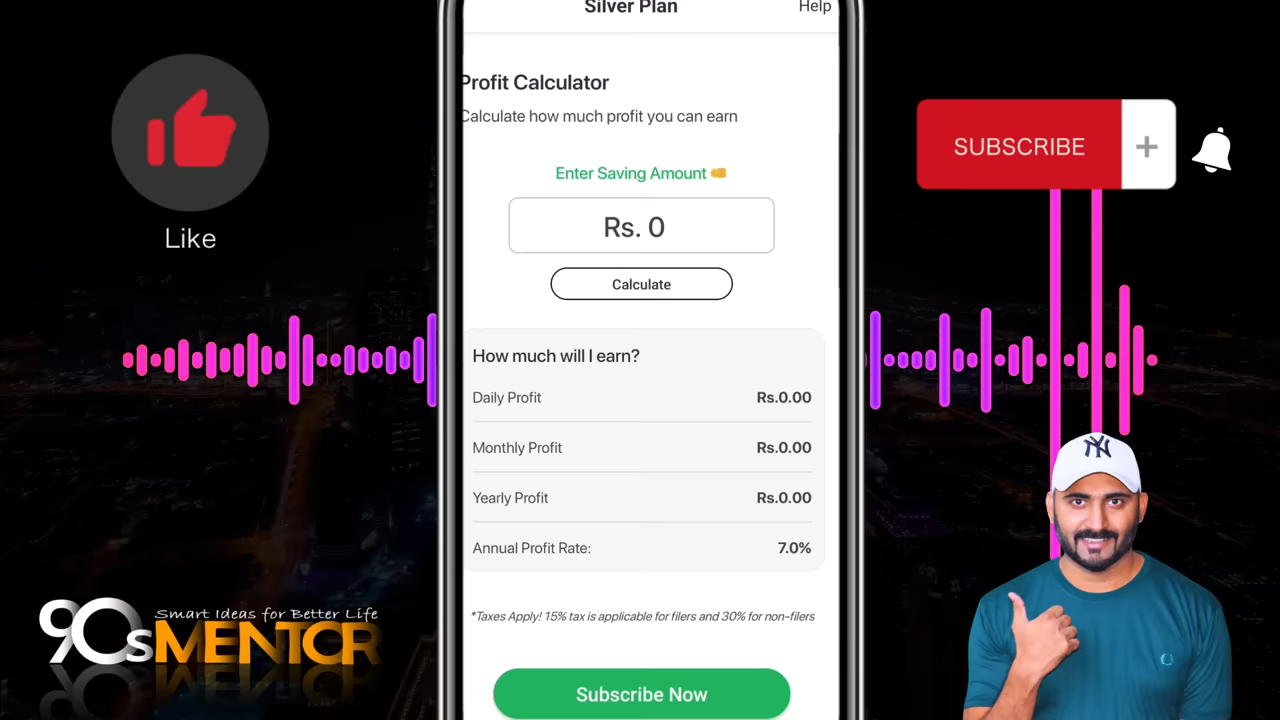 Silver Plan
Help
Profit Calculator
Calculate how much profit you can earn
Enter Saving Amount
Rs. 0
Calculate
How much will I earn?
Daily Profit Rs.0.00
Monthly Profit Rs.0.00
Yearly Profit Rs.0.00
Annual Profit Rate: 7.0%
*Taxes Apply! 15% tax is applicable for filers and 30% for non-filers
Subscribe Now
Like
SUBSCRIBE +
NY
90s MENTOR
Smart Ideas for Better Life